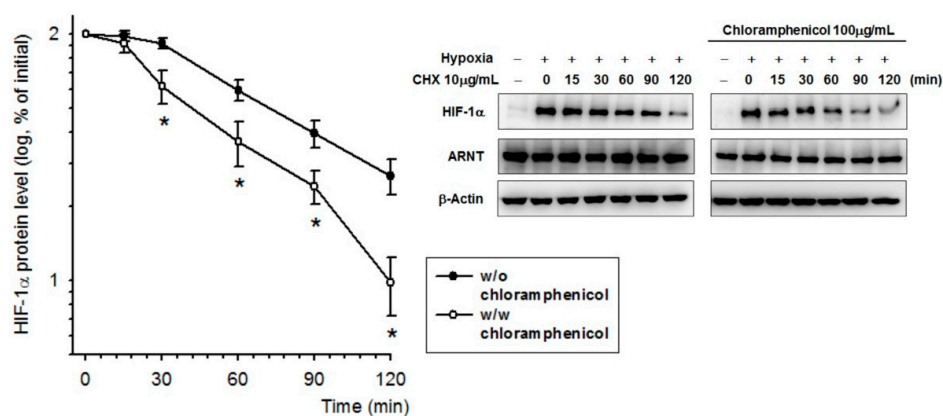 HIF-1α protein level (log, % of initial)
2
1
0 30 60 90 120
Time (min)
* * * *
w/o
chloramphenicol
w/w
chloramphenicol
Chloramphenicol 100μg/mL
Hypoxia – + + + + + + – + + + + + +
CHX 10μg/mL – 0 15 30 60 90 120 – 0 15 30 60 90 120 (min)
HIF-1α
ARNT
β-Actin